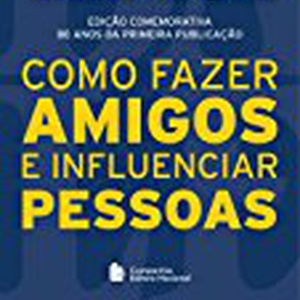 EDIÇÃO COMEMORATIVA
80 ANOS DA PRIMEIRA PUBLICAÇÃO
COMO FAZER
AMIGOS
E INFLUENCIAR
PESSOAS
Companhia
Editora Nacional